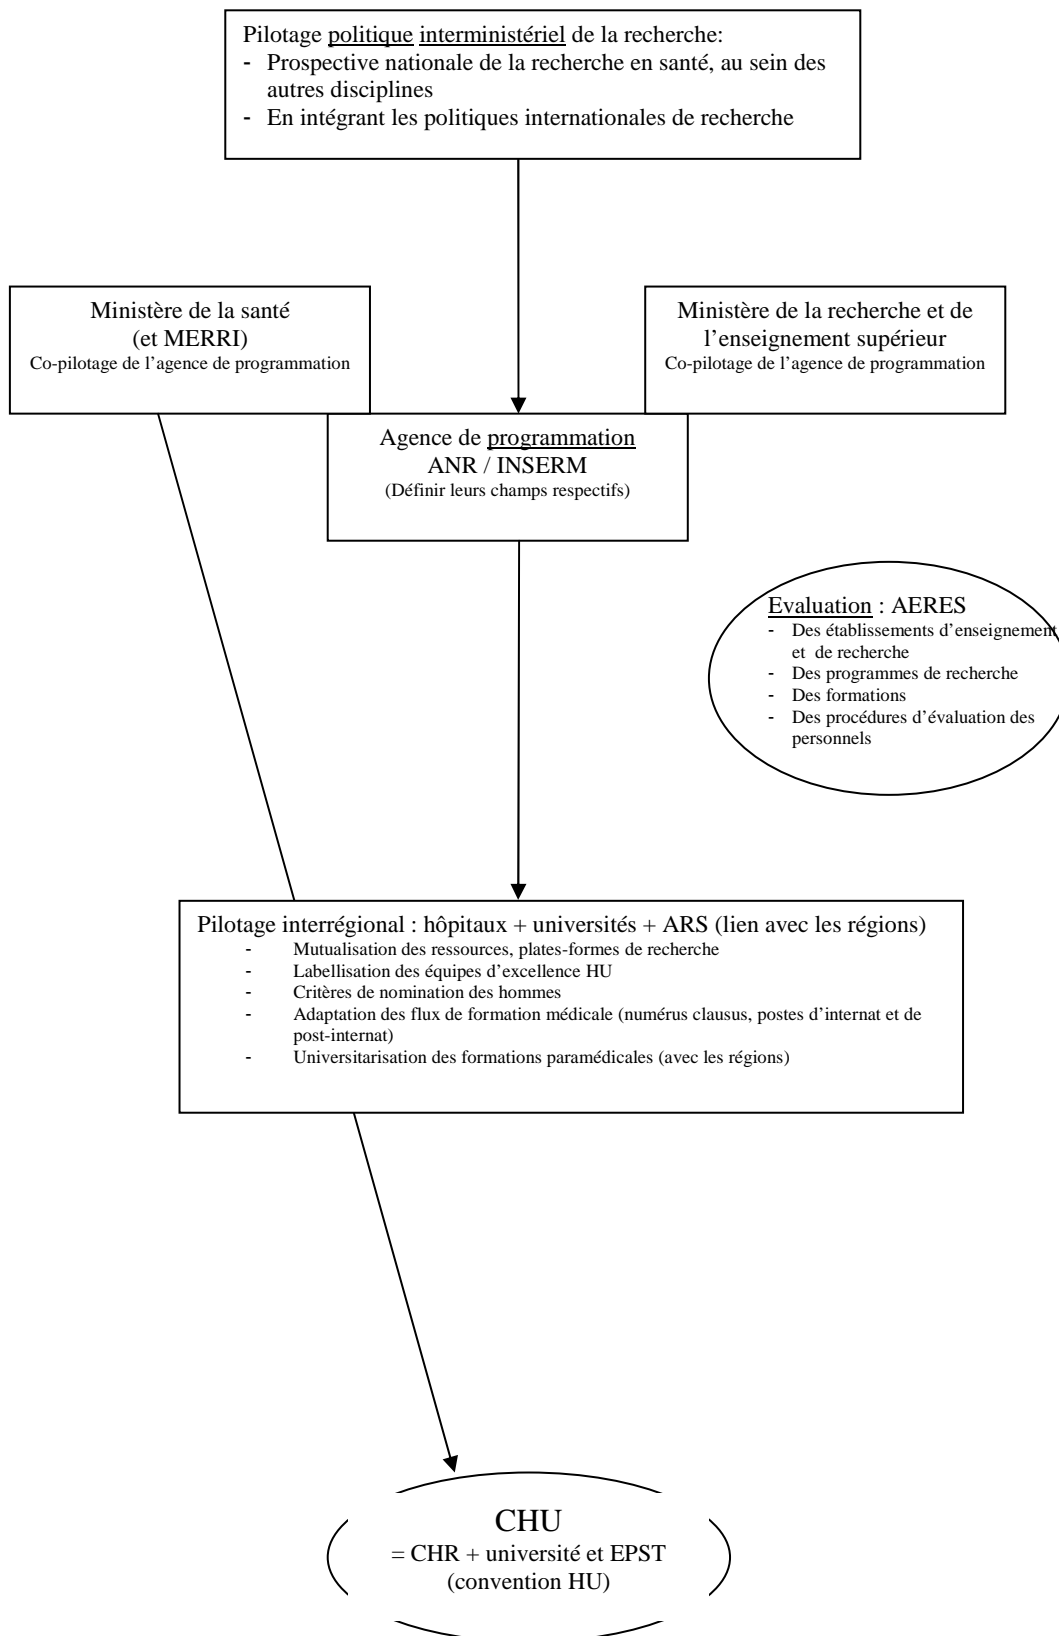 Pilotage politique interministériel de la recherche:
- Prospective nationale de la recherche en santé, au sein des
autres disciplines
- En intégrant les politiques internationales de recherche
Ministère de la santé
(et MERRI)
Co-pilotage de l’agence de programmation
Ministère de la recherche et de
l’enseignement supérieur
Co-pilotage de l’agence de programmation
Agence de programmation
ANR / INSERM
(Définir leurs champs respectifs)
Evaluation : AERES
- Des établissements d’enseignement
et de recherche
- Des programmes de recherche
- Des formations
- Des procédures d’évaluation des
personnels
Pilotage interrégional : hôpitaux + universités + ARS (lien avec les régions)
- Mutualisation des ressources, plates-formes de recherche
- Labellisation des équipes d’excellence HU
- Critères de nomination des hommes
- Adaptation des flux de formation médicale (numérus clausus, postes d’internat et de
post-internat)
- Universitarisation des formations paramédicales (avec les régions)
CHU
= CHR + université et EPST
(convention HU)